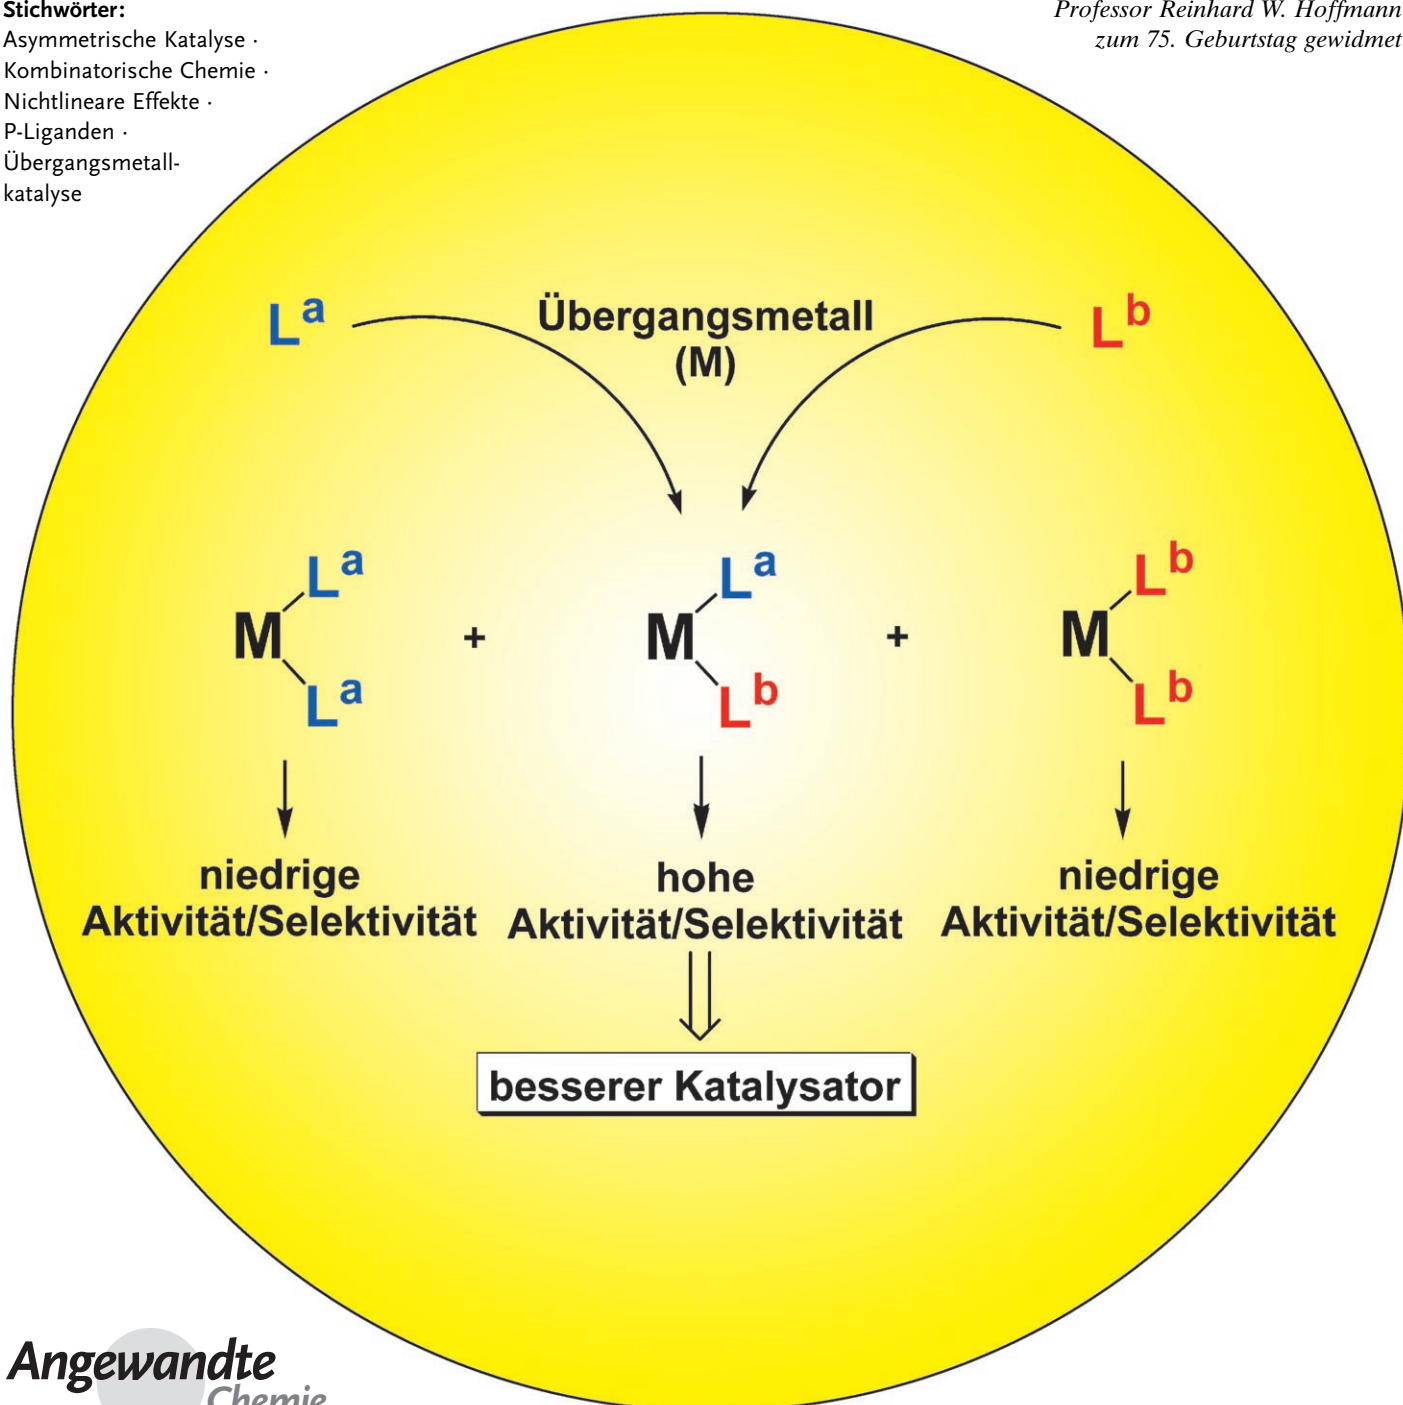 Stichwörter:
Asymmetrische Katalyse ·
Kombinatorische Chemie ·
Nichtlineare Effekte ·
P-Liganden ·
Übergangsmetall-
katalyse
Professor Reinhard W. Hoffmann
zum 75. Geburtstag gewidmet
Lᵃ
Übergangsmetall
(M)
Lᵇ
Lᵃ
M
Lᵃ
+
Lᵃ
M
Lᵇ
+
Lᵇ
M
Lᵇ
niedrige
Aktivität/Selektivität
hohe
Aktivität/Selektivität
niedrige
Aktivität/Selektivität
besserer Katalysator
Angewandte
Chemie